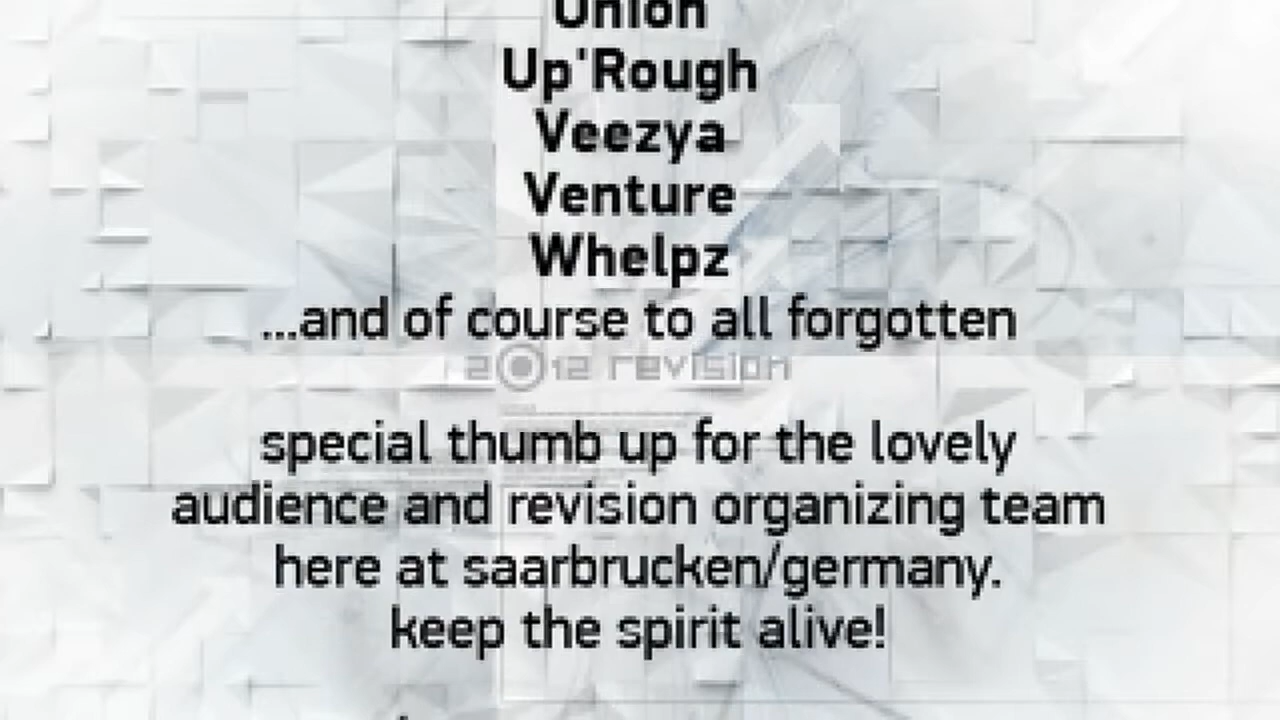 Union
Up'Rough
Veezya
Venture
Whelpz
...and of course to all forgotten
2012 revision
special thumb up for the lovely
audience and revision organizing team
here at saarbrucken/germany.
keep the spirit alive!